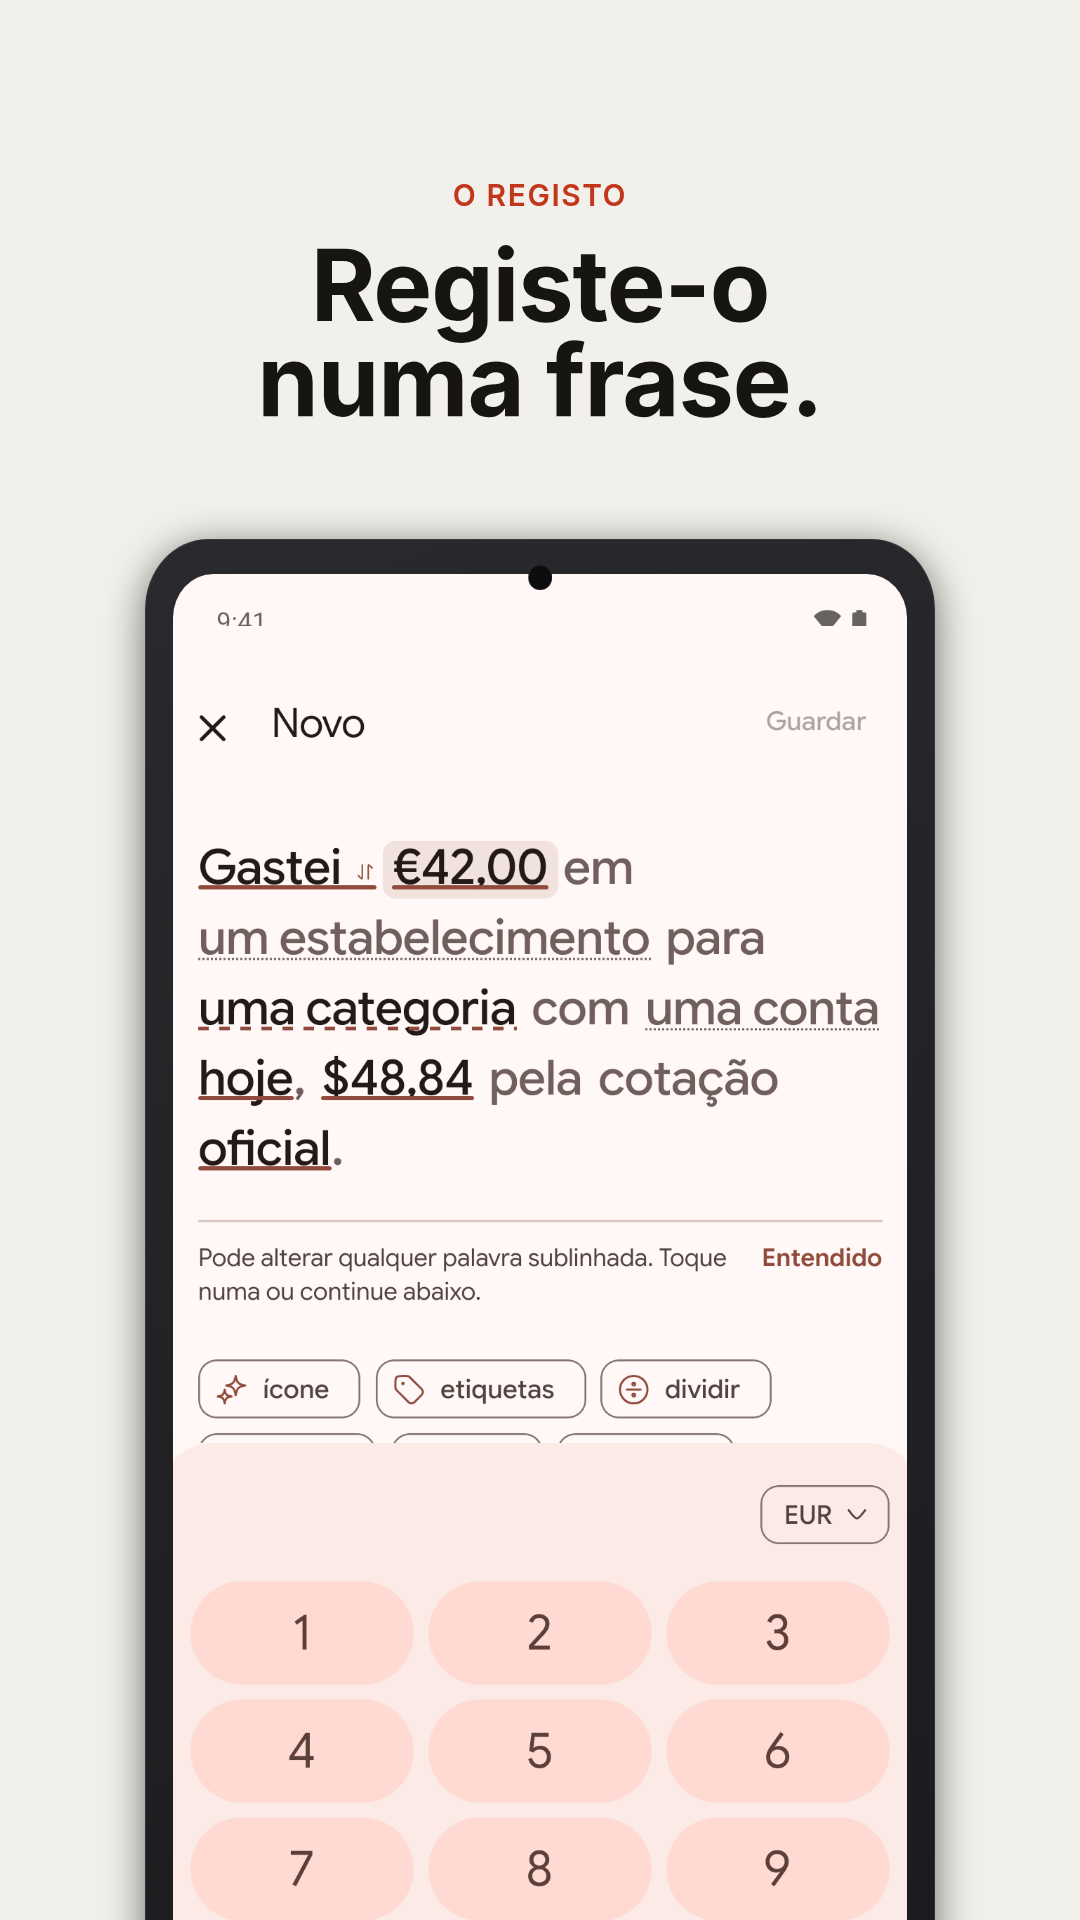 O REGISTO
Registe-o
numa frase.
9:41
Novo
Guardar
Gastei €42,00 em
um estabelecimento para
uma categoria com uma conta
hoje, $48,84 pela cotação
oficial.
Pode alterar qualquer palavra sublinhada. Toque
numa ou continue abaixo.
Entendido
ícone
etiquetas
dividir
EUR
1 2 3
4 5 6
7 8 9